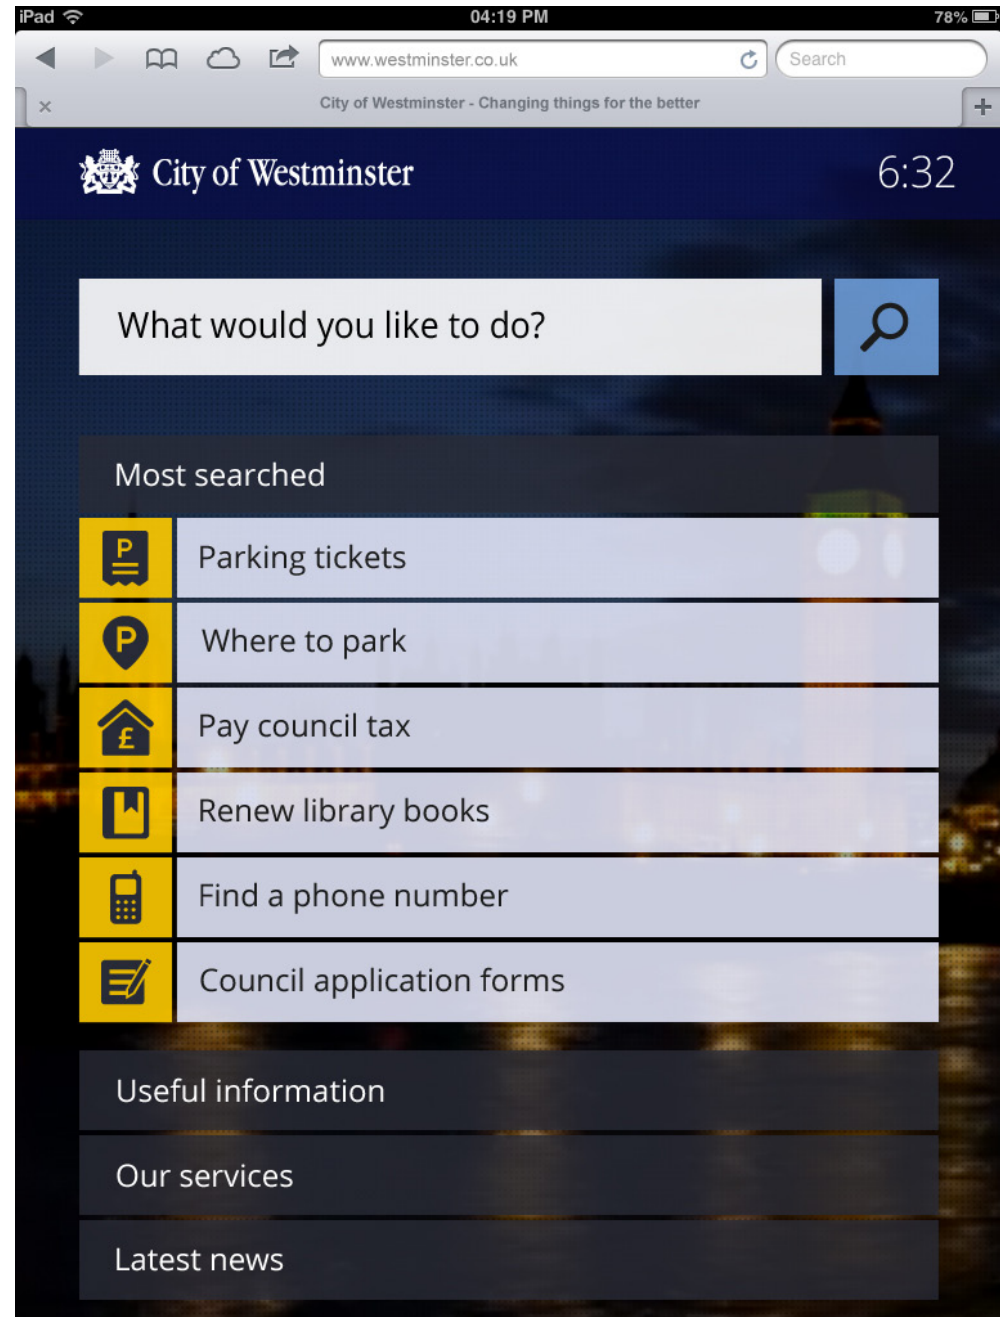 iPad 04:19 PM 78%
www.westminster.co.uk Search
City of Westminster - Changing things for the better
City of Westminster 6:32
What would you like to do?
Most searched
P Parking tickets
P Where to park
£ Pay council tax
Renew library books
Find a phone number
Council application forms
Useful information
Our services
Latest news